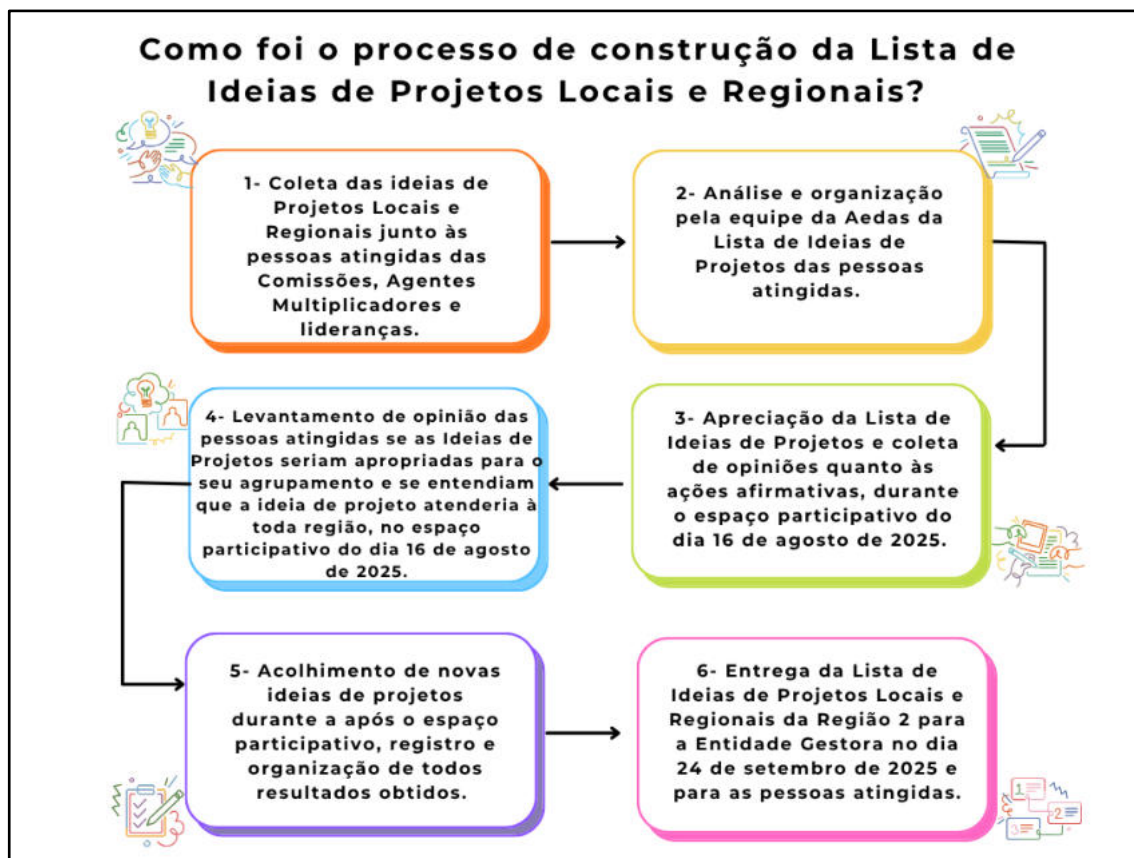 Como foi o processo de construção da Lista de
Ideias de Projetos Locais e Regionais?
1- Coleta das ideias de
Projetos Locais e
Regionais junto às
pessoas atingidas das
Comissões, Agentes
Multiplicadores e
lideranças.
2- Análise e organização
pela equipe da Aedas da
Lista de Ideias de
Projetos das pessoas
atingidas.
3- Apreciação da Lista de
Ideias de Projetos e coleta
de opiniões quanto às
ações afirmativas, durante
o espaço participativo do
dia 16 de agosto de 2025.
4- Levantamento de opinião das
pessoas atingidas se as Ideias de
Projetos seriam apropriadas para o
seu agrupamento e se entendiam
que a ideia de projeto atenderia à
toda região, no espaço
participativo do dia 16 de agosto
de 2025.
5- Acolhimento de novas
ideias de projetos
durante a após o espaço
participativo, registro e
organização de todos
resultados obtidos.
6- Entrega da Lista de
Ideias de Projetos Locais e
Regionais da Região 2 para
a Entidade Gestora no dia
24 de setembro de 2025 e
para as pessoas atingidas.
1
2
3